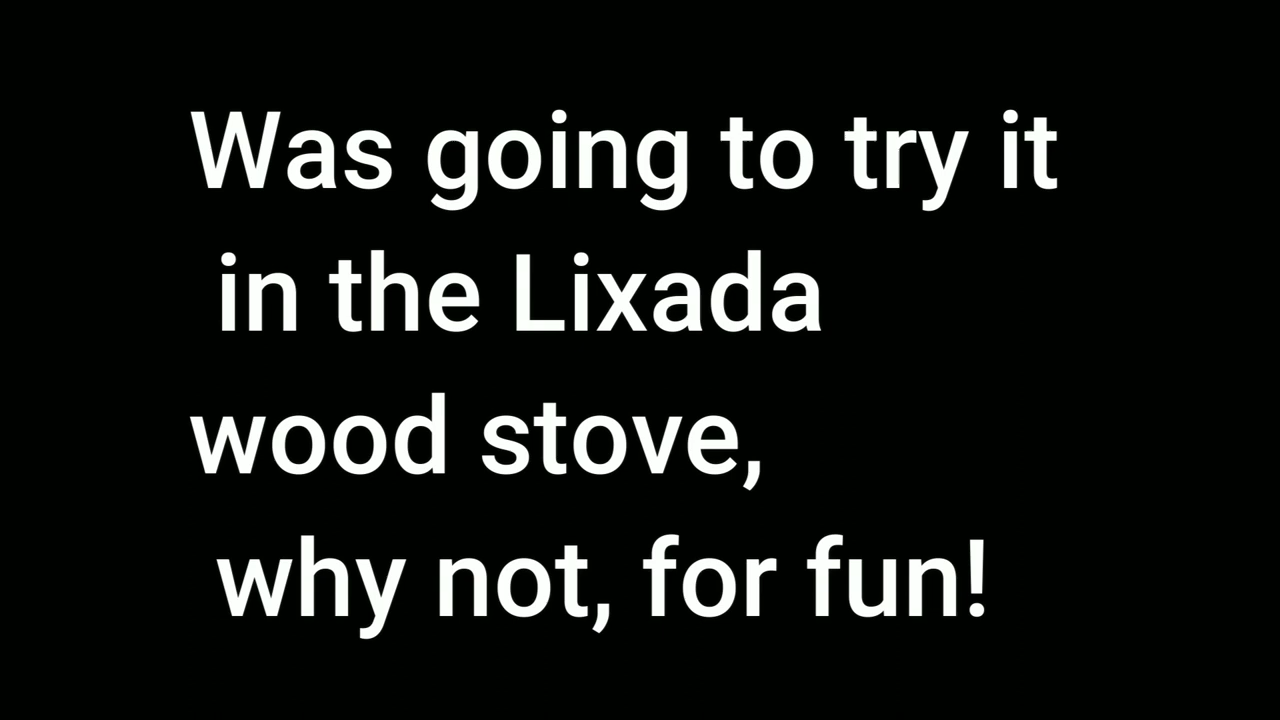 Was going to try it
in the Lixada
wood stove,
why not, for fun!